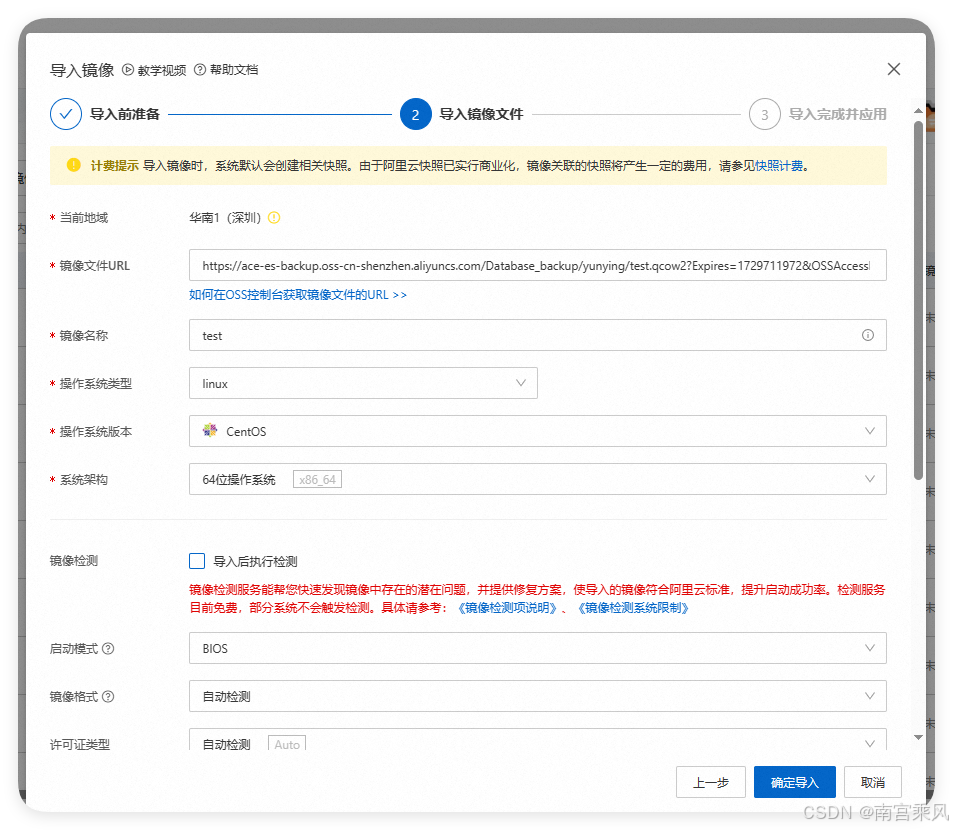 导入镜像 教学视频 帮助文档
导入前准备 2 导入镜像文件 3 导入完成并应用
计费提示 导入镜像时，系统默认会创建相关快照。由于阿里云快照已实行商业化，镜像关联的快照将产生一定的费用，请参见快照计费。
* 当前地域 华南1（深圳）
* 镜像文件URL https://ace-es-backup.oss-cn-shenzhen.aliyuncs.com/Database_backup/yunying/test.qcow2?Expires=1729711972&OSSAccess
如何在OSS控制台获取镜像文件的URL >>
* 镜像名称 test
* 操作系统类型 linux
* 操作系统版本 CentOS
* 系统架构 64位操作系统 x86_64
镜像检测 导入后执行检测
镜像检测服务能帮您快速发现镜像中存在的潜在问题，并提供修复方案，使导入的镜像符合阿里云标准，提升启动成功率。检测服务
目前免费，部分系统不会触发检测。具体请参考：《镜像检测项说明》、《镜像检测系统限制》
启动模式 BIOS
镜像格式 自动检测
许可证类型 自动检测 Auto
上一步 确定导入 取消
CSDN @南宫乘风